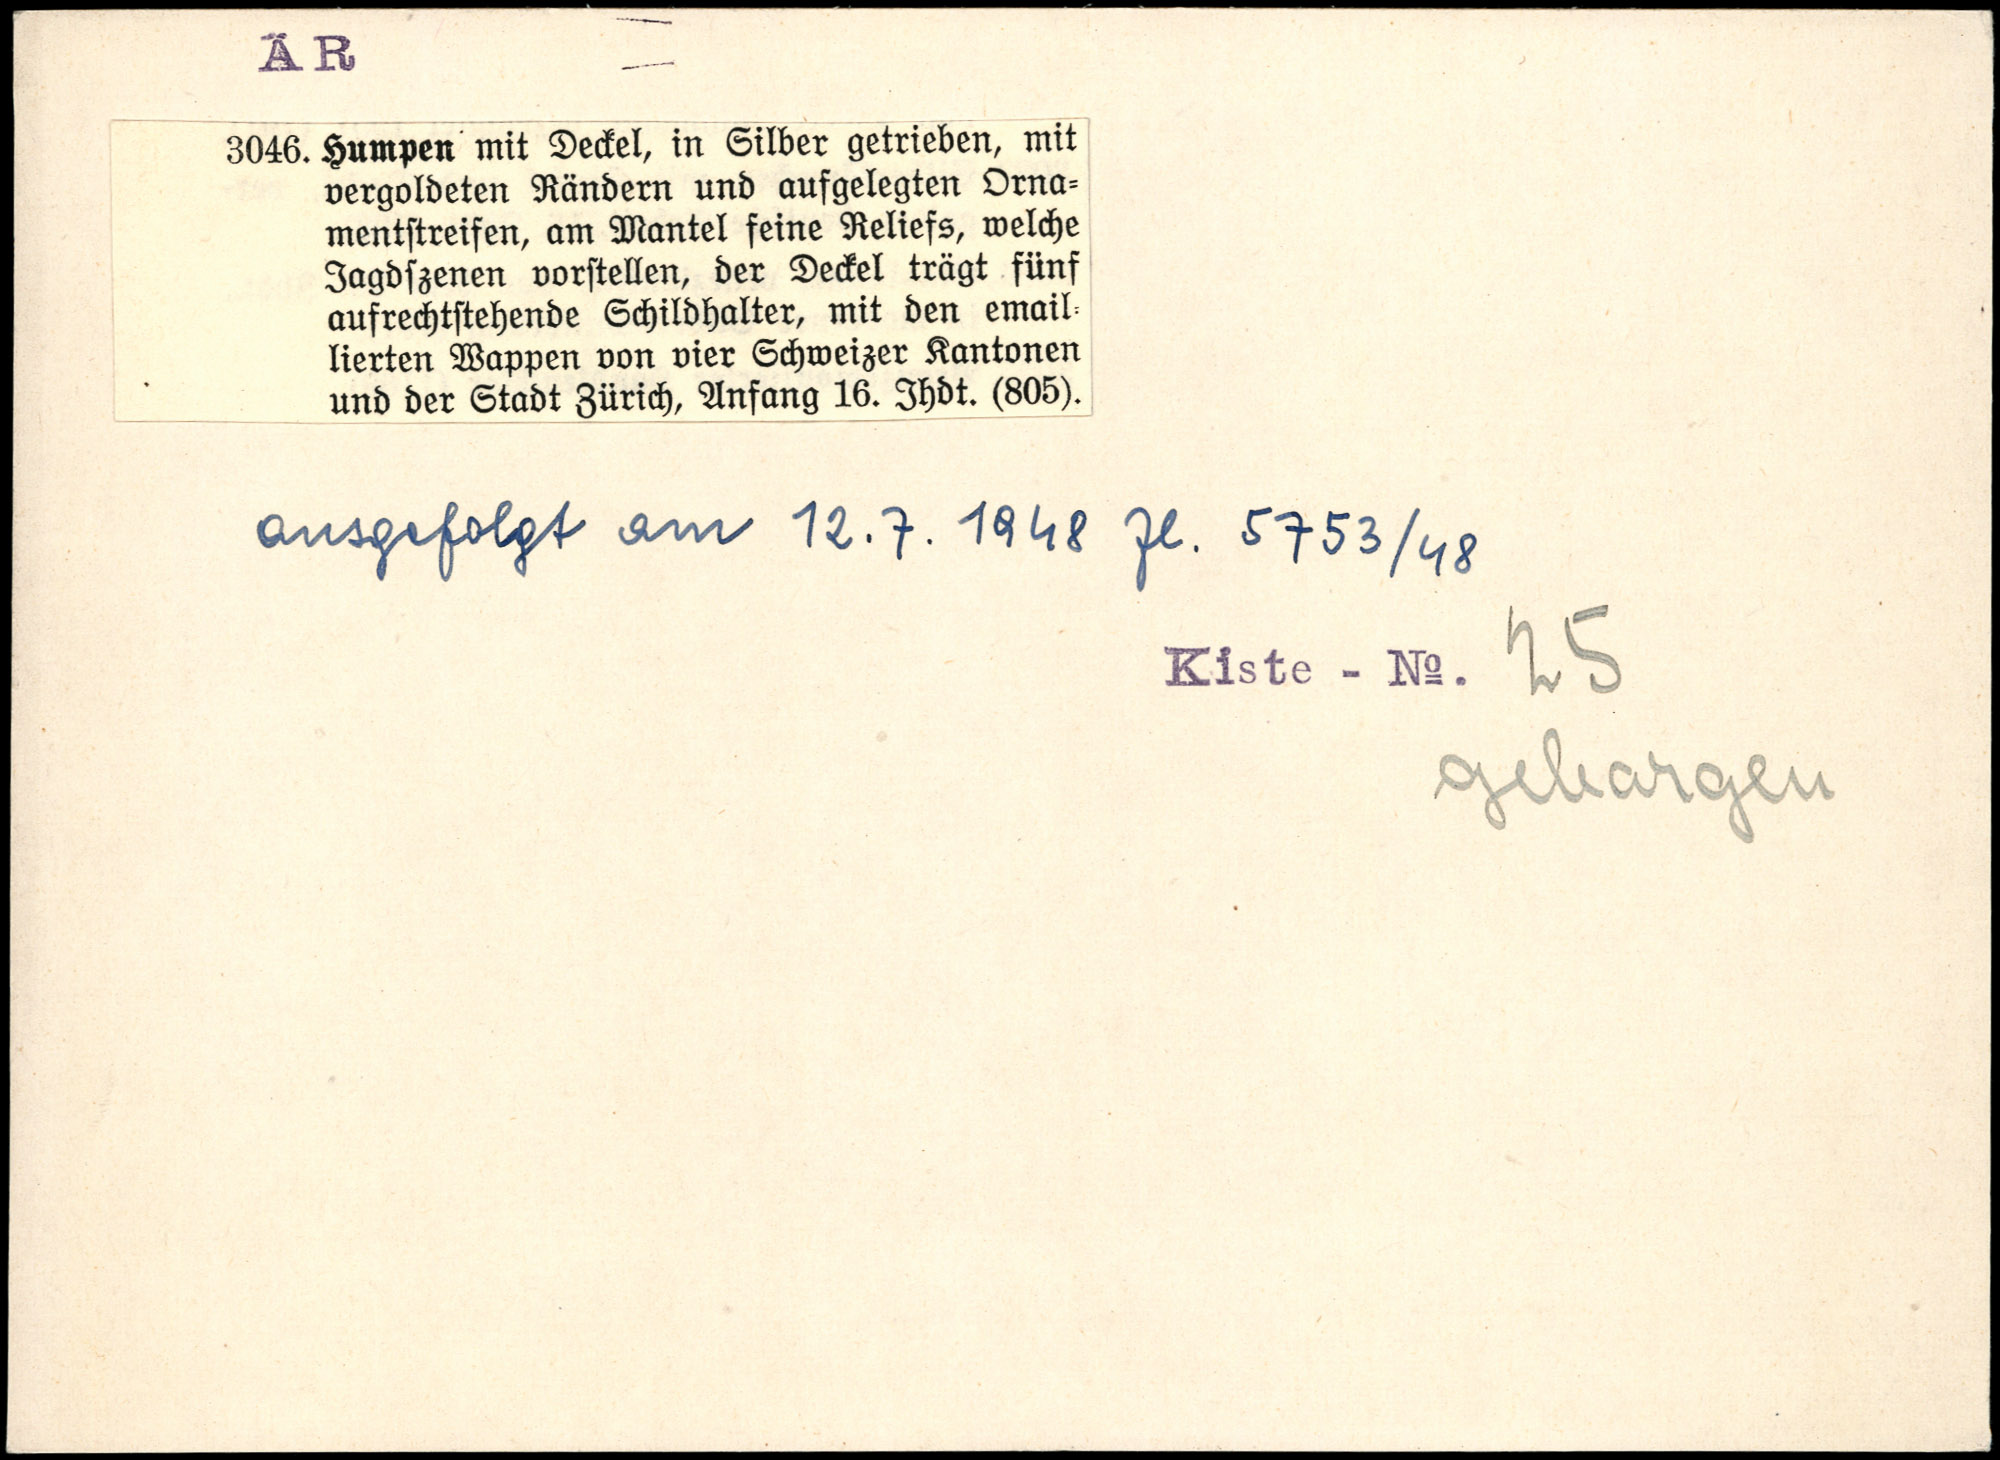 ÄR
3046. Humpen mit Deckel, in Silber getrieben, mit
vergoldeten Rändern und aufgelegten Orna-
mentstreifen, am Mantel feine Reliefs, welche
Jagdszenen vorstellen, der Deckel trägt fünf
aufrechtstehende Schildhalter, mit den email-
lierten Wappen von vier Schweizer Kantonen
und der Stadt Zürich, Anfang 16. Jhdt. (805).
ausgefolgt am 12.7.1948 Zl. 5753/48
Kiste - No. 25
geborgen